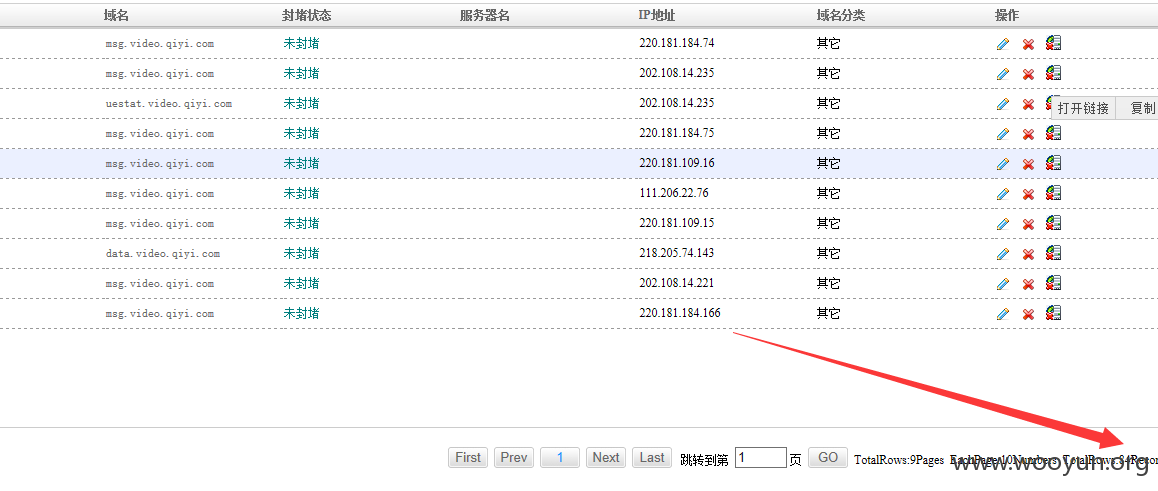 域名 封堵状态 服务器名 IP地址 域名分类 操作
msg.video.qiyi.com 未封堵 220.181.184.74 其它
msg.video.qiyi.com 未封堵 202.108.14.235 其它
uestat.video.qiyi.com 未封堵 202.108.14.235 其它
打开链接 复制
msg.video.qiyi.com 未封堵 220.181.184.75 其它
msg.video.qiyi.com 未封堵 220.181.109.16 其它
msg.video.qiyi.com 未封堵 111.206.22.76 其它
msg.video.qiyi.com 未封堵 220.181.109.15 其它
data.video.qiyi.com 未封堵 218.205.74.143 其它
msg.video.qiyi.com 未封堵 202.108.14.221 其它
msg.video.qiyi.com 未封堵 220.181.184.166 其它
First Prev 1 Next Last 跳转到第 1 页 GO TotalRows:9Pages EachPage:10Numbers TotalRows:84Recor
www.wooyun.org